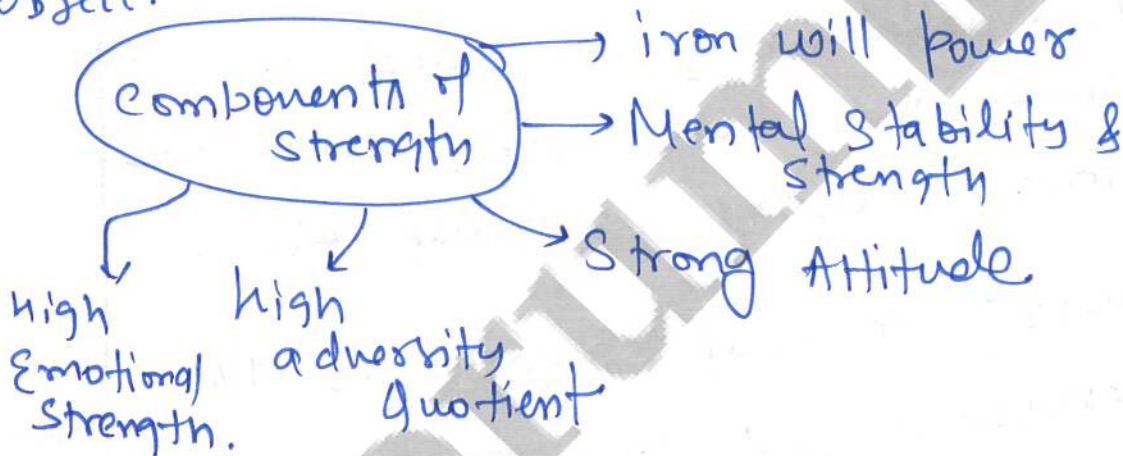 Components of
Strength
iron will power
Mental Stability &
Strength
Strong Attitude
high
adversity
Quotient
High
Emotional
Strength.